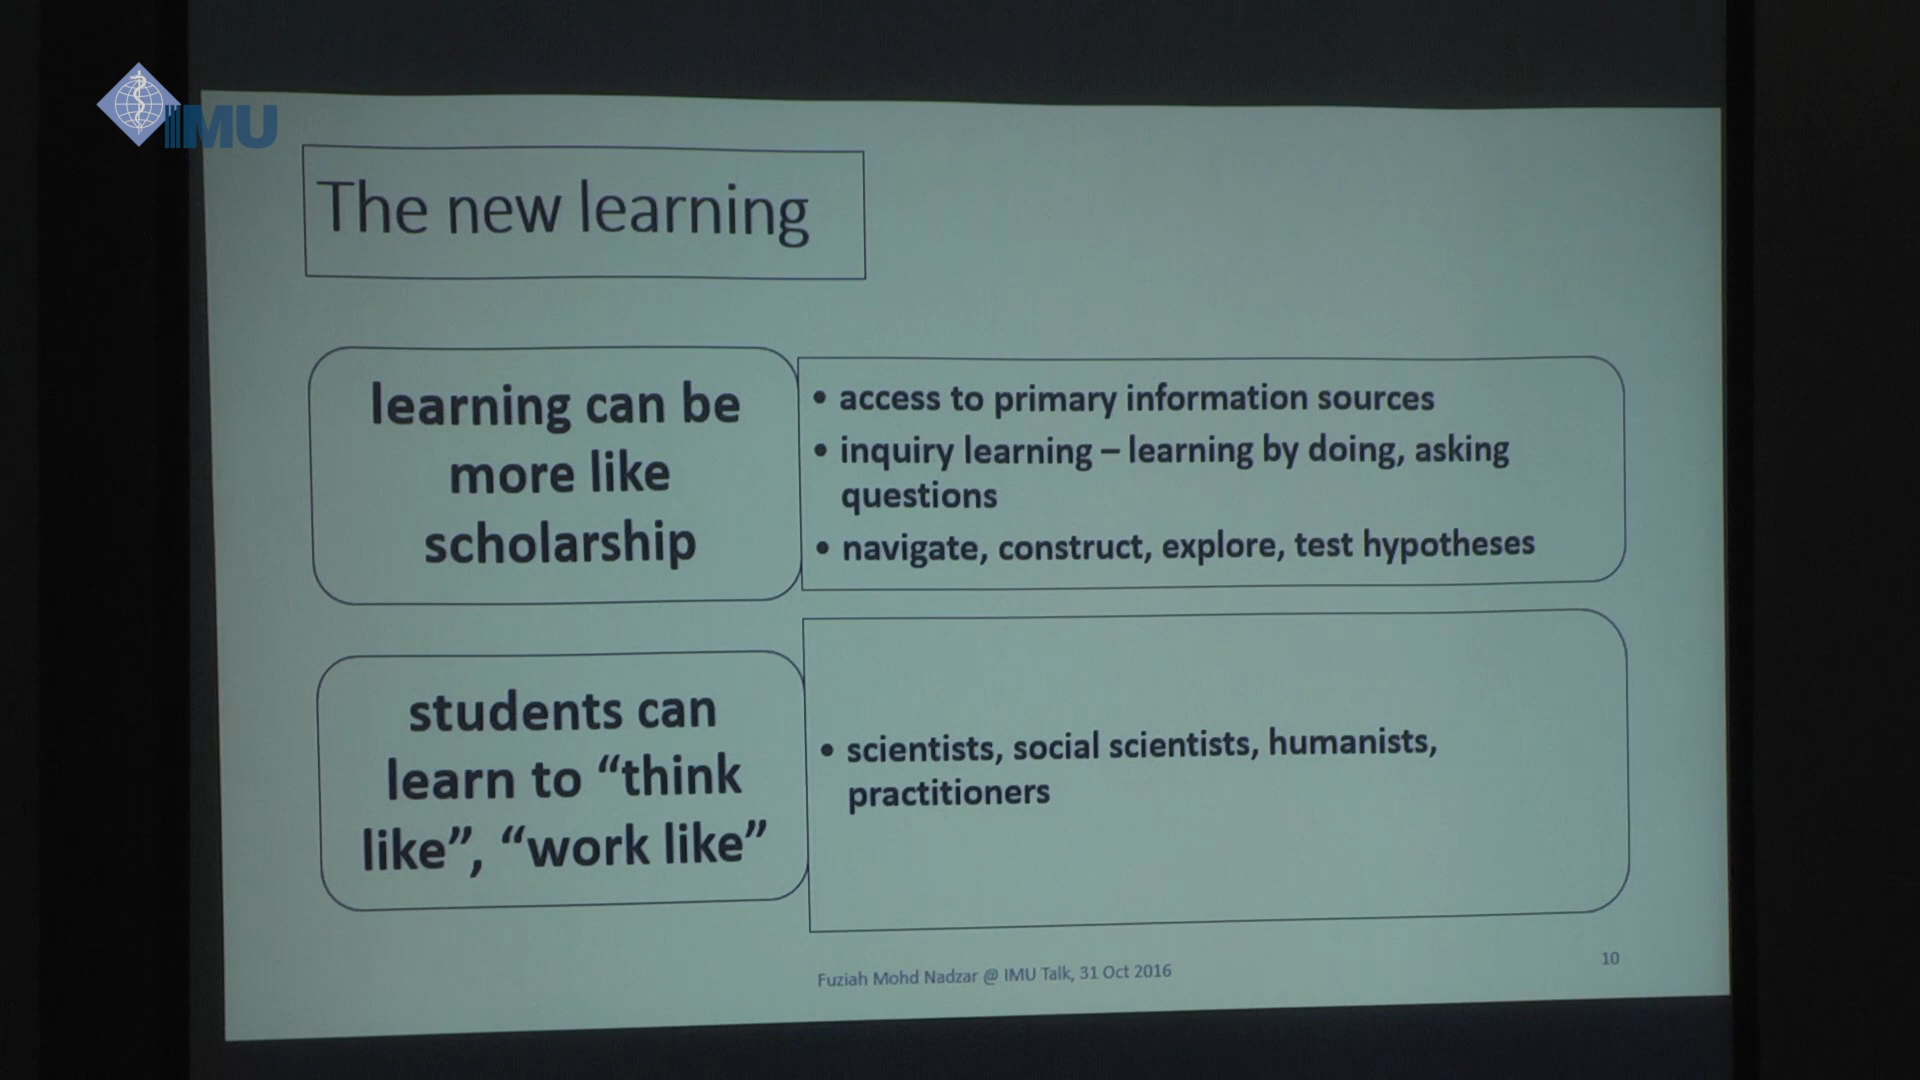 IMU
The new learning
learning can be
more like
scholarship
• access to primary information sources
• inquiry learning – learning by doing, asking
questions
• navigate, construct, explore, test hypotheses
students can
learn to “think
like”, “work like”
• scientists, social scientists, humanists,
practitioners
Fuziah Mohd Nadzar @ IMU Talk, 31 Oct 2016
10